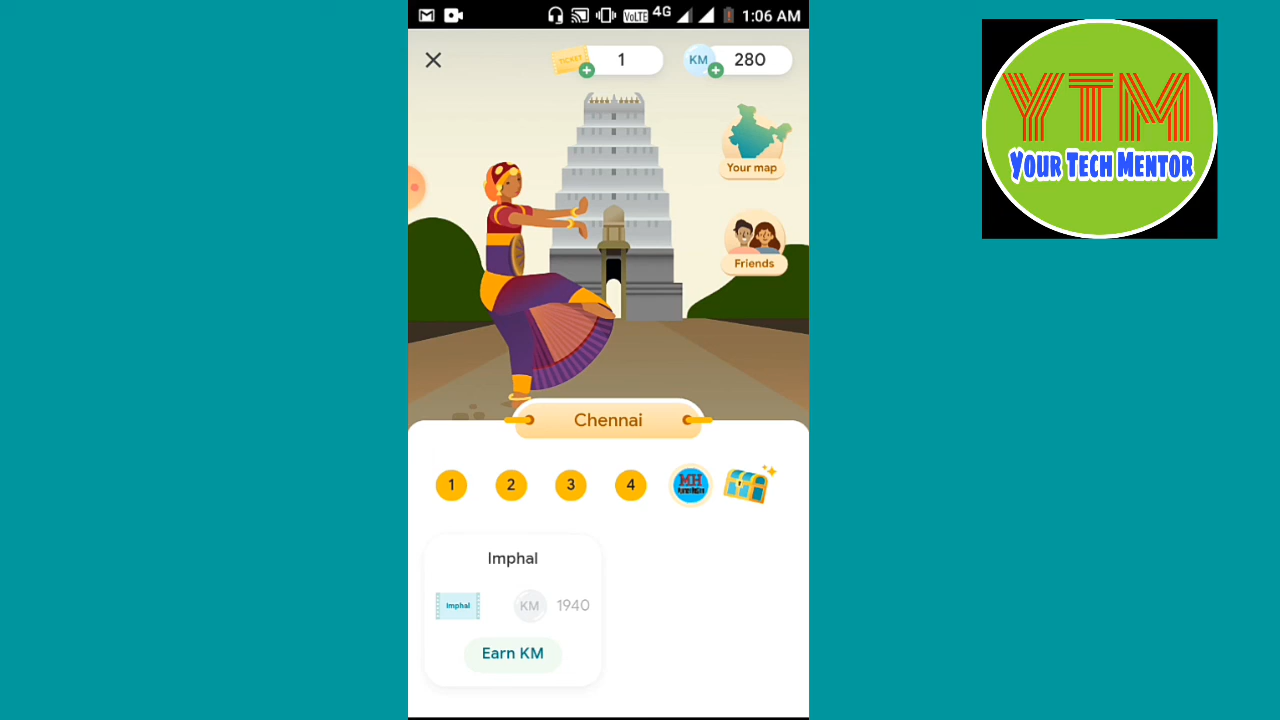 VoLTE 4G 1:06 AM
TICKET 1 KM 280
Your map
Friends
Chennai
1 2 3 4 MH
Imphal
Imphal KM 1940
Earn KM
YTM
YOUR TECH MENTOR